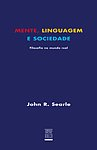 MENTE, LINGUAGEM
E SOCIEDADE
Filosofia no mundo real
John R. Searle